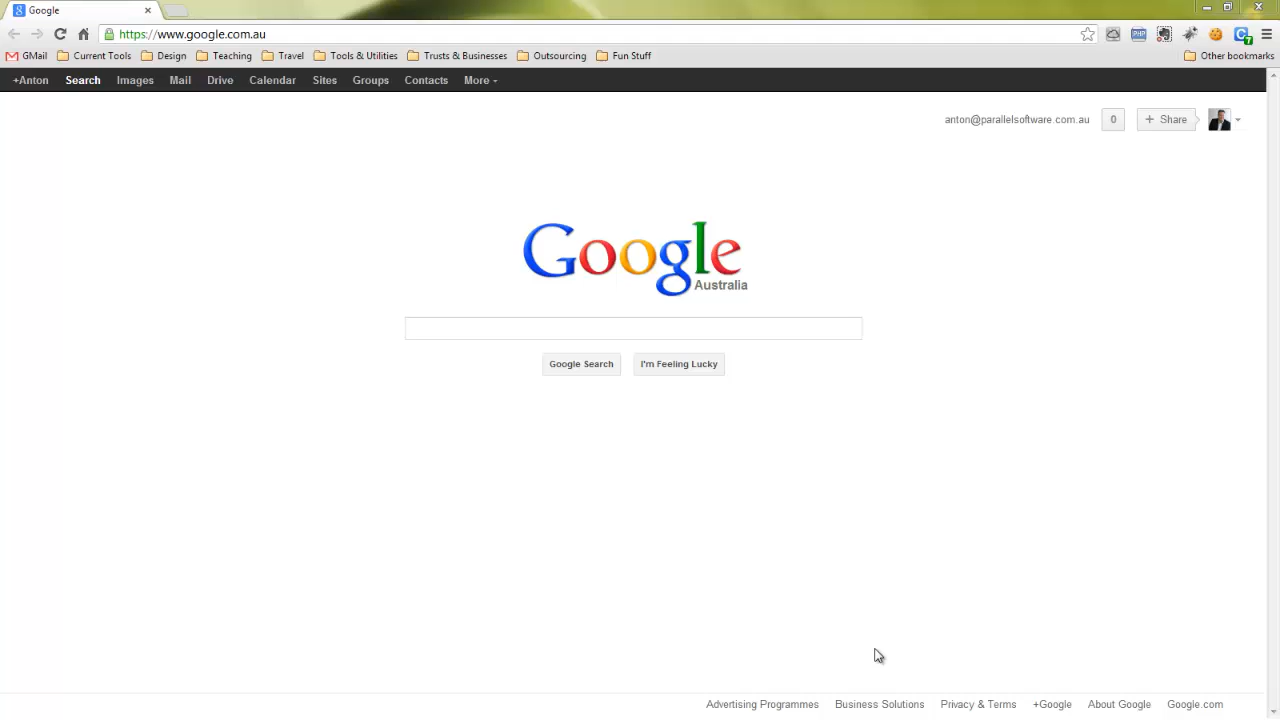 Google
https://www.google.com.au
GMail Current Tools Design Teaching Travel Tools & Utilities Trusts & Businesses Outsourcing Fun Stuff Other bookmarks
+Anton Search Images Mail Drive Calendar Sites Groups Contacts More
anton@parallelsoftware.com.au 0 + Share
Google
Australia
Google Search I'm Feeling Lucky
Advertising Programmes Business Solutions Privacy & Terms +Google About Google Google.com